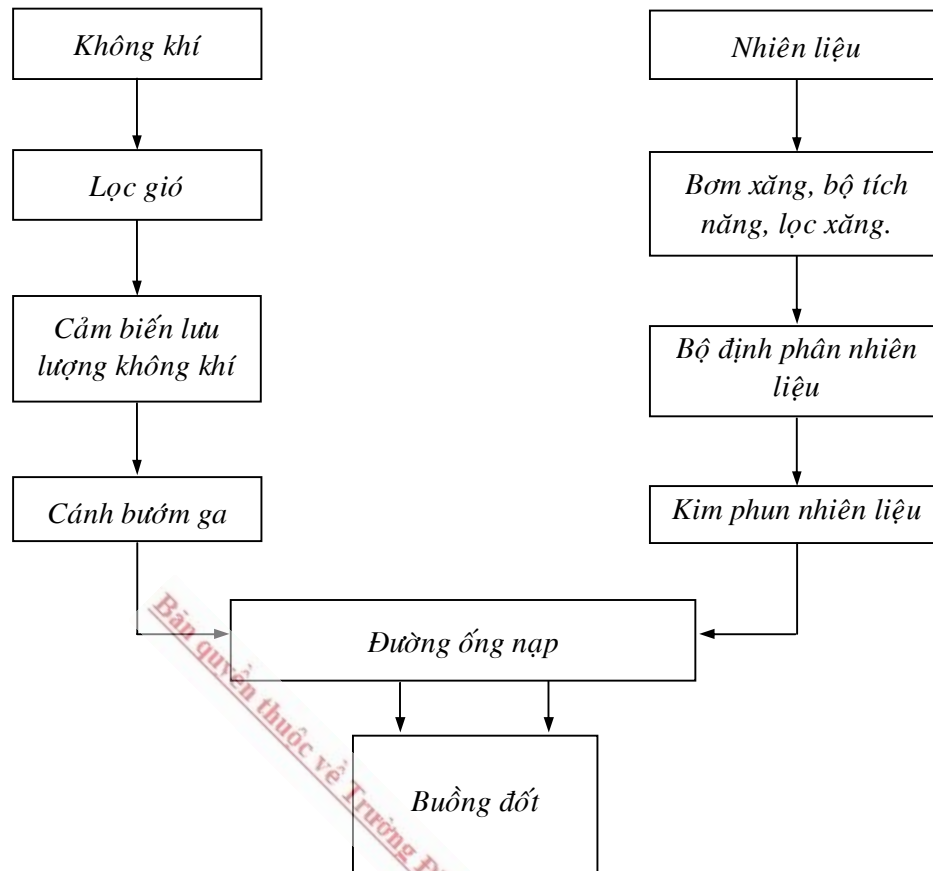 Không khí
Nhiên liệu
Lọc gió
Bơm xăng, bộ tích
năng, lọc xăng.
Cảm biến lưu
lượng không khí
Bộ định phân nhiên
liệu
Cánh bướm ga
Kim phun nhiên liệu
Đường ống nạp
Buồng đốt
Bản quyền thuộc về Trường